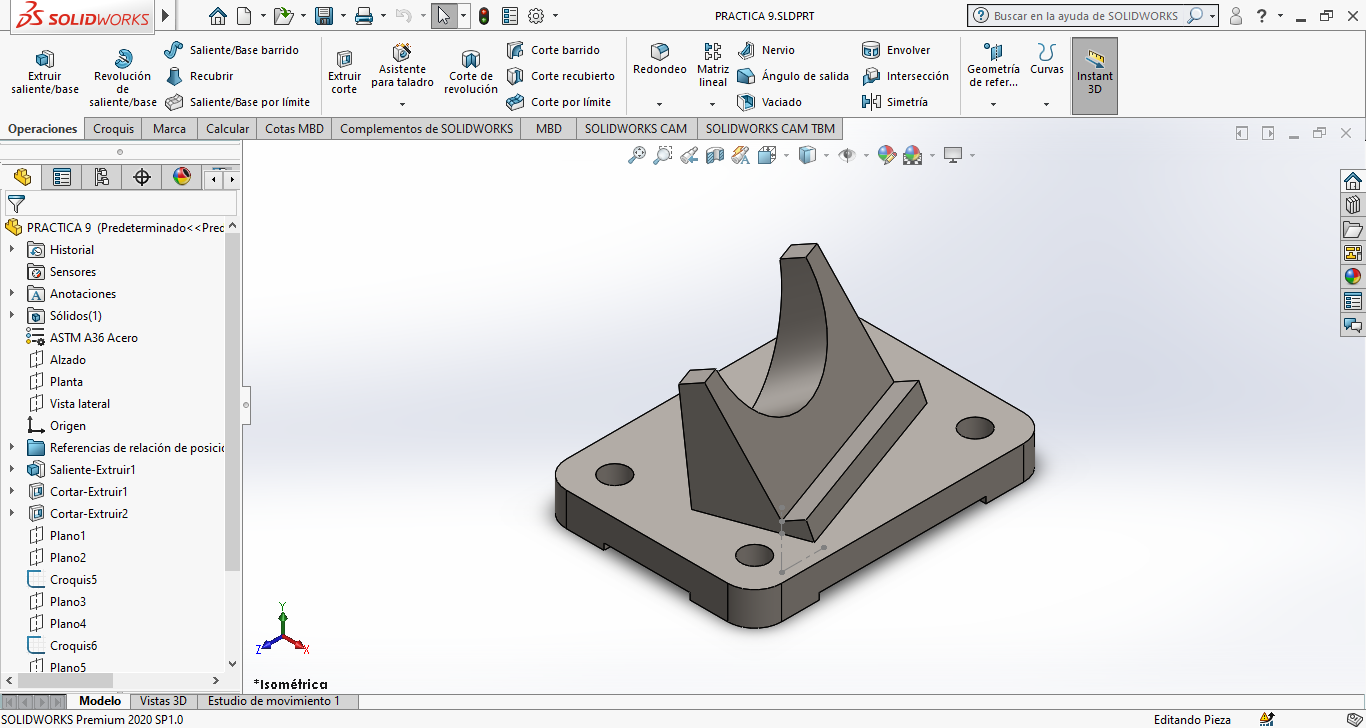 SOLIDWORKS
PRACTICA 9.SLDPRT
Buscar en la ayuda de SOLIDWORKS
Extruir saliente/base
Revolución de saliente/base
Saliente/Base barrido
Recubrir
Saliente/Base por límite
Extruir corte
Asistente para taladro
Corte de revolución
Corte barrido
Corte recubierto
Corte por límite
Redondeo
Matriz lineal
Nervio
Ángulo de salida
Vaciado
Envolver
Intersección
Simetría
Geometría de refer...
Curvas
Instant 3D
Operaciones
Croquis
Marca
Calcular
Cotas MBD
Complementos de SOLIDWORKS
MBD
SOLIDWORKS CAM
SOLIDWORKS CAM TBM
PRACTICA 9 (Predeterminado<<Prec
Historial
Sensores
Anotaciones
Sólidos(1)
ASTM A36 Acero
Alzado
Planta
Vista lateral
Origen
Referencias de relación de posicio
Saliente-Extruir1
Cortar-Extruir1
Cortar-Extruir2
Plano1
Plano2
Croquis5
Plano3
Plano4
Croquis6
Plano5
Y
Z
X
*Isométrica
Modelo
Vistas 3D
Estudio de movimiento 1
SOLIDWORKS Premium 2020 SP1.0
Editando Pieza